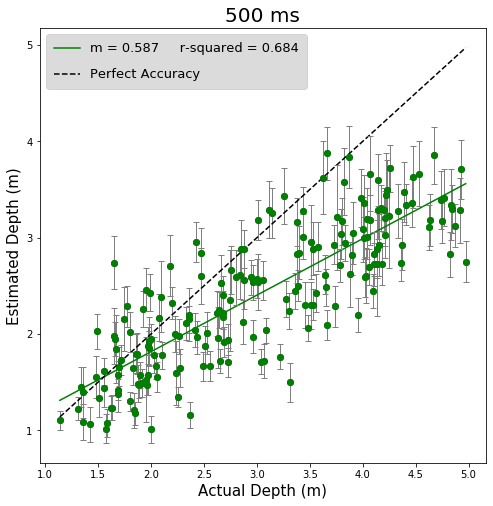 500 ms
m = 0.587 r-squared = 0.684
Perfect Accuracy
5
4
3
2
1
Estimated Depth (m)
1.0 1.5 2.0 2.5 3.0 3.5 4.0 4.5 5.0
Actual Depth (m)